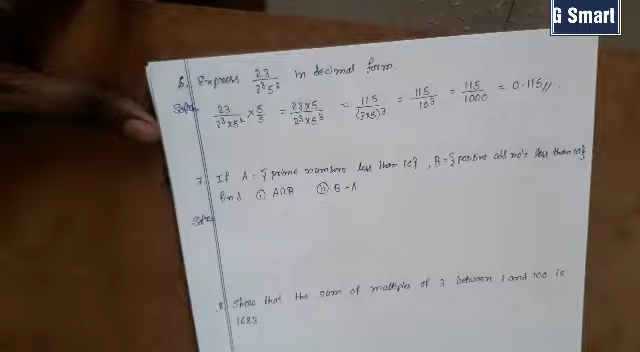 G Smart
6. Express 23/2³5² in decimal form.
Soln: 23/2³×5² × 5/5 = 23×5/2³×5³ = 115/(2×5)³ = 115/10³ = 115/1000 = 0.115//.
7. If A = { prime numbers less than 10}, B = { positive odd no's less than 10}
find (i) A∩B (ii) B-A
Soln:
8. Show that the sum of multiples of 3 between 1 and 100 is
1683